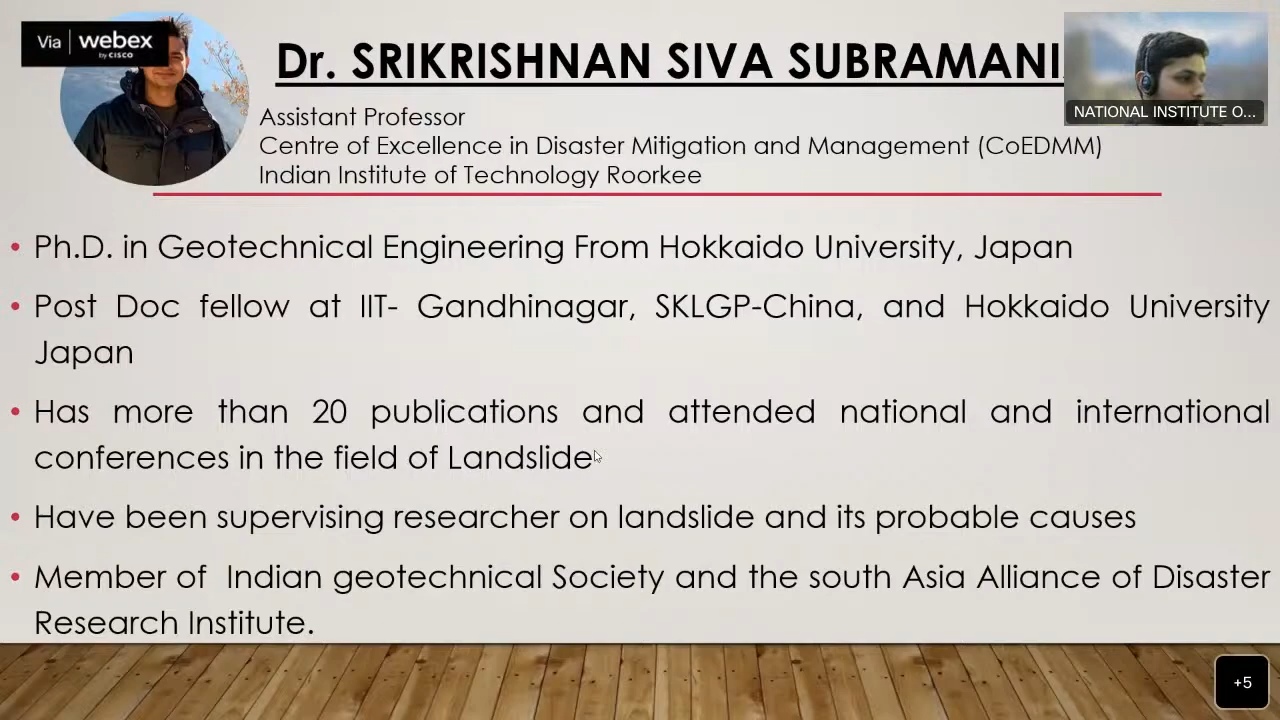 Via webex
by CISCO
Dr. SRIKRISHNAN SIVA SUBRAMANI
NATIONAL INSTITUTE O...
Assistant Professor
Centre of Excellence in Disaster Mitigation and Management (CoEDMM)
Indian Institute of Technology Roorkee
• Ph.D. in Geotechnical Engineering From Hokkaido University, Japan
• Post Doc fellow at IIT- Gandhinagar, SKLGP-China, and Hokkaido University
Japan
• Has more than 20 publications and attended national and international
conferences in the field of Landslide
• Have been supervising researcher on landslide and its probable causes
• Member of Indian geotechnical Society and the south Asia Alliance of Disaster
Research Institute.
+5